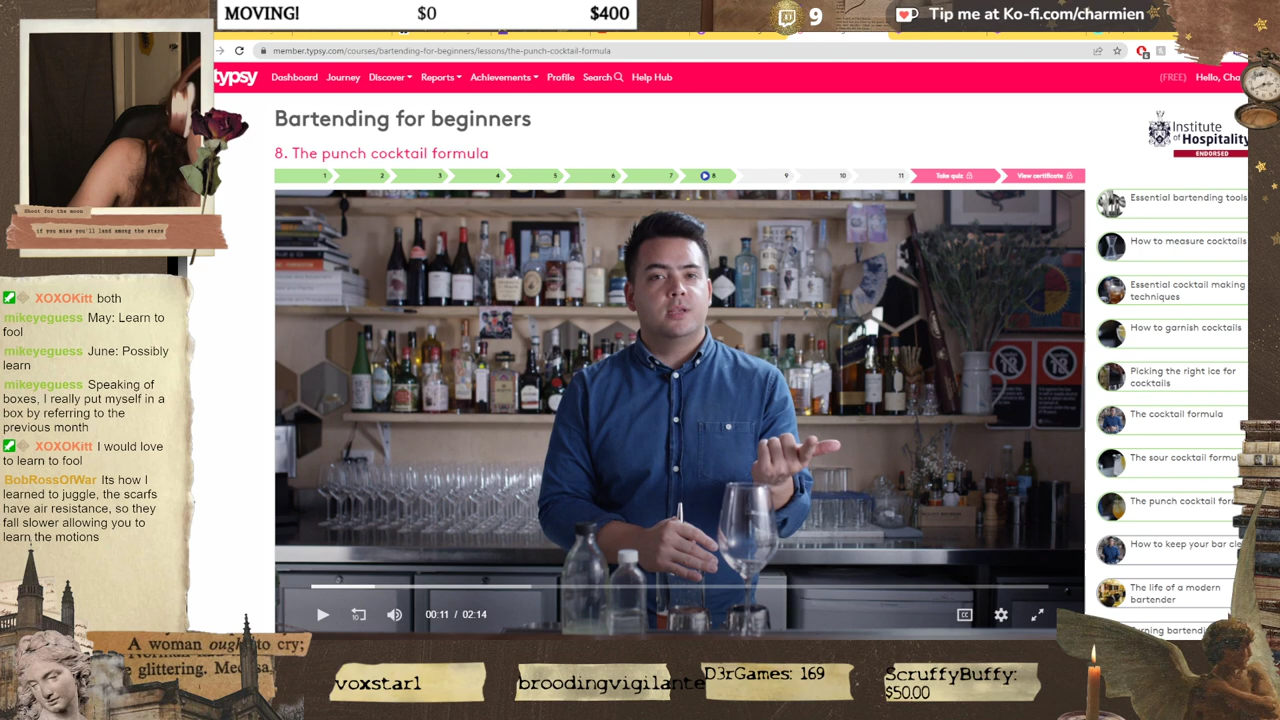 MOVING!
$0
$400
9
Tip me at Ko-fi.com/charmien
member.typsy.com/courses/bartending-for-beginners/lessons/the-punch-cocktail-formula
typsy
Dashboard
Journey
Discover
Reports
Achievements
Profile
Search
Help Hub
(FREE)
Hello, Cha
Bartending for beginners
8. The punch cocktail formula
Institute
of Hospitality
ENDORSED
1
2
3
4
5
6
7
8
9
10
11
Take quiz
View certificate
Essential bartending tools
How to measure cocktails
Essential cocktail making
techniques
How to garnish cocktails
Picking the right ice for
cocktails
The cocktail formula
The sour cocktail formu
The punch cocktail for
How to keep your bar cle
The life of a modern
bartender
rning bartendi
00:11 / 02:14
10
CC
Shoot for the moon
if you miss you'll land among the stars
XOXOKitt both
mikeyeguess May: Learn to
fool
mikeyeguess June: Possibly
learn
mikeyeguess Speaking of
boxes, I really put myself in a
box by referring to the
previous month
XOXOKitt I would love
to learn to fool
BobRossOfWar Its how I
learned to juggle, the scarfs
have air resistance, so they
fall slower allowing you to
learn the motions
A woman ought to cry;
glittering. Medusa,
voxstar1
broodingvigilante
D3rGames: 169
ScruffyBuffy:
$50.00